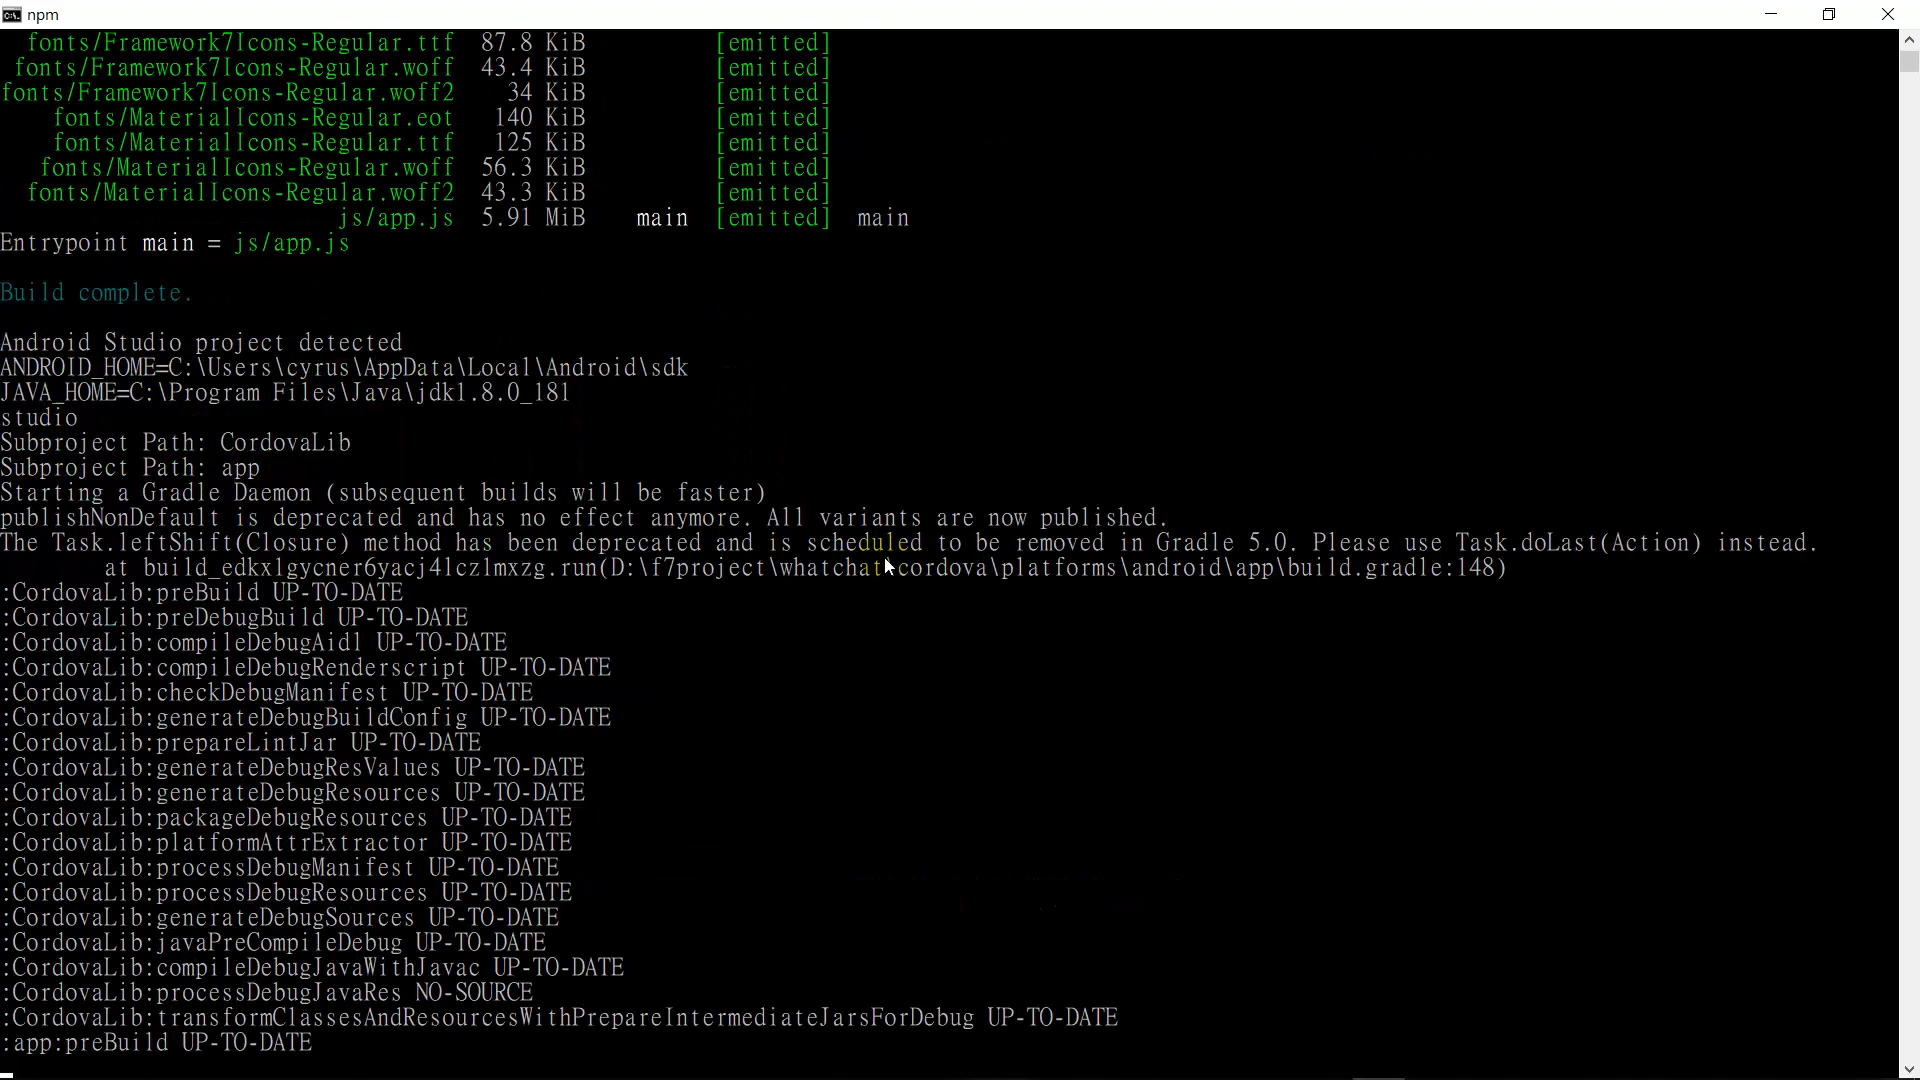 npm
fonts/Framework7Icons-Regular.ttf 87.8 KiB [emitted]
fonts/Framework7Icons-Regular.woff 43.4 KiB [emitted]
fonts/Framework7Icons-Regular.woff2 34 KiB [emitted]
fonts/MaterialIcons-Regular.eot 140 KiB [emitted]
fonts/MaterialIcons-Regular.ttf 125 KiB [emitted]
fonts/MaterialIcons-Regular.woff 56.3 KiB [emitted]
fonts/MaterialIcons-Regular.woff2 43.3 KiB [emitted]
js/app.js 5.91 MiB main [emitted] main
Entrypoint main = js/app.js
Build complete.
Android Studio project detected
ANDROID_HOME=C:\Users\cyrus\AppData\Local\Android\sdk
JAVA_HOME=C:\Program Files\Java\jdk1.8.0_181
studio
Subproject Path: CordovaLib
Subproject Path: app
Starting a Gradle Daemon (subsequent builds will be faster)
publishNonDefault is deprecated and has no effect anymore. All variants are now published.
The Task.leftShift(Closure) method has been deprecated and is scheduled to be removed in Gradle 5.0. Please use Task.doLast(Action) instead.
at build_edkxlgycner6yacj4lczlmxzg.run(D:\f7project\whatchat\cordova\platforms\android\app\build.gradle:148)
:CordovaLib:preBuild UP-TO-DATE
:CordovaLib:preDebugBuild UP-TO-DATE
:CordovaLib:compileDebugAidl UP-TO-DATE
:CordovaLib:compileDebugRenderscript UP-TO-DATE
:CordovaLib:checkDebugManifest UP-TO-DATE
:CordovaLib:generateDebugBuildConfig UP-TO-DATE
:CordovaLib:prepareLintJar UP-TO-DATE
:CordovaLib:generateDebugResValues UP-TO-DATE
:CordovaLib:generateDebugResources UP-TO-DATE
:CordovaLib:packageDebugResources UP-TO-DATE
:CordovaLib:platformAttrExtractor UP-TO-DATE
:CordovaLib:processDebugManifest UP-TO-DATE
:CordovaLib:processDebugResources UP-TO-DATE
:CordovaLib:generateDebugSources UP-TO-DATE
:CordovaLib:javaPreCompileDebug UP-TO-DATE
:CordovaLib:compileDebugJavaWithJavac UP-TO-DATE
:CordovaLib:processDebugJavaRes NO-SOURCE
:CordovaLib:transformClassesAndResourcesWithPrepareIntermediateJarsForDebug UP-TO-DATE
:app:preBuild UP-TO-DATE